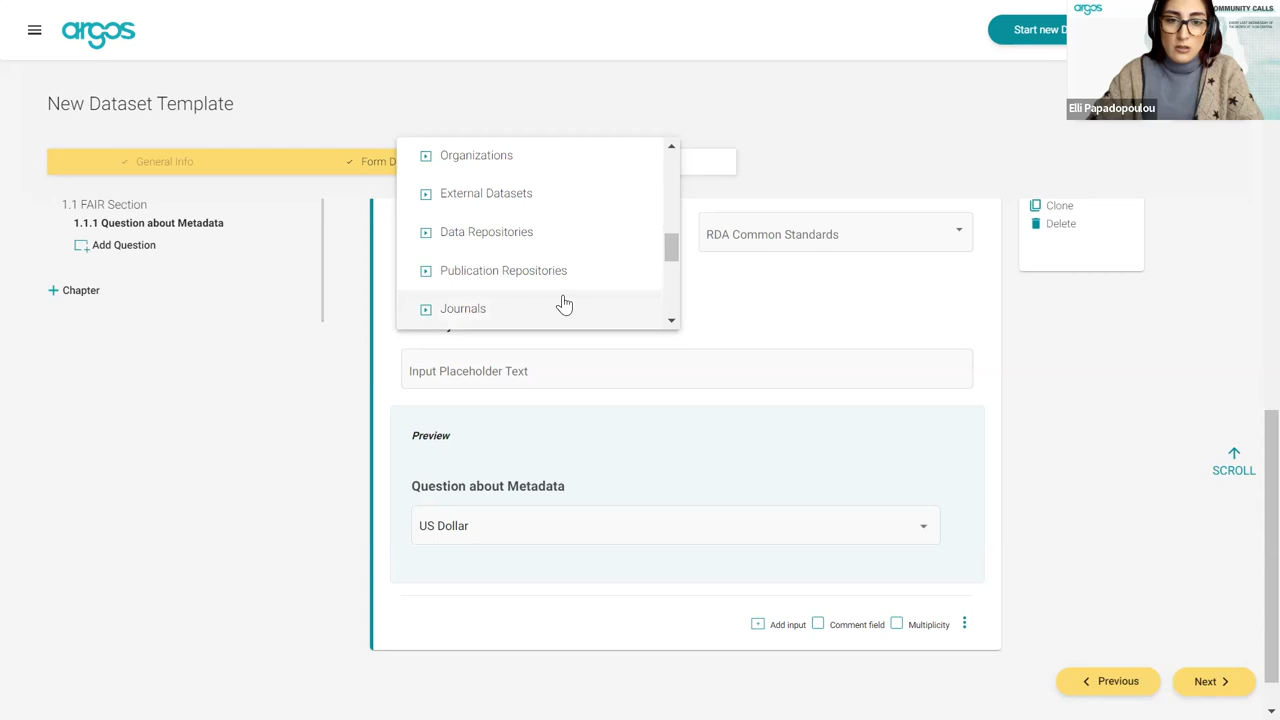 argos
Start new D
argos
OMMUNITY CALLS
Elli Papadopoulou
New Dataset Template
General Info
Form D
1.1 FAIR Section
1.1.1 Question about Metadata
Add Question
Chapter
Organizations
External Datasets
Data Repositories
Publication Repositories
Journals
RDA Common Standards
Clone
Delete
Input Placeholder Text
Preview
Question about Metadata
US Dollar
Add input
Comment field
Multiplicity
SCROLL
Previous
Next